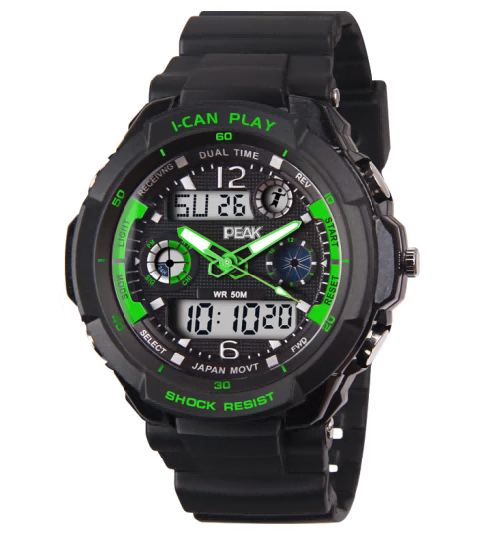 I-CAN PLAY
60
DUAL TIME
RECEIVING
REV
12
SU 26
50
10
LIGHT
START
PEAK
12
MODE
RESET
WR 50M
40
20
10:10 20
SELECT
FWD
6
JAPAN MOVT
30
SHOCK RESIST